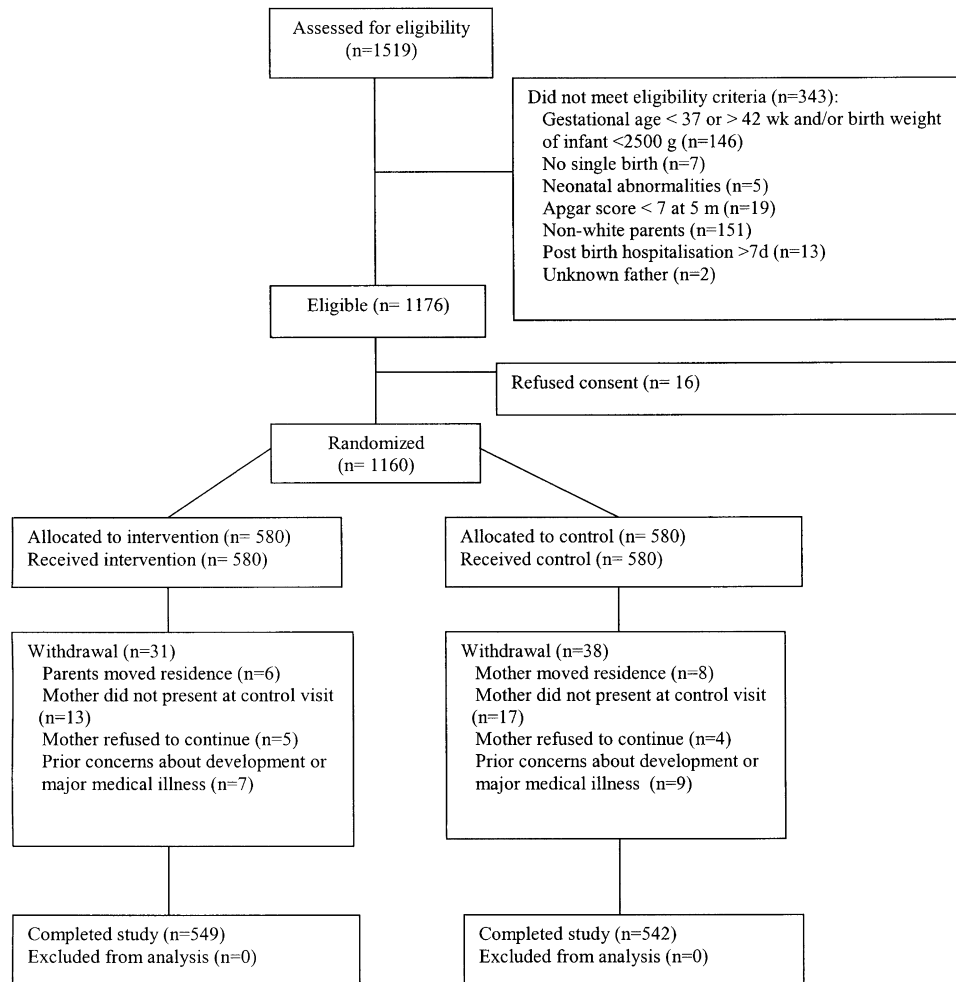 Assessed for eligibility
(n=1519)
Did not meet eligibility criteria (n=343):
Gestational age < 37 or > 42 wk and/or birth weight
of infant <2500 g (n=146)
No single birth (n=7)
Neonatal abnormalities (n=5)
Apgar score < 7 at 5 m (n=19)
Non-white parents (n=151)
Post birth hospitalisation >7d (n=13)
Unknown father (n=2)
Eligible (n= 1176)
Refused consent (n= 16)
Randomized
(n= 1160)
Allocated to intervention (n= 580)
Received intervention (n= 580)
Allocated to control (n= 580)
Received control (n= 580)
Withdrawal (n=31)
Parents moved residence (n=6)
Mother did not present at control visit
(n=13)
Mother refused to continue (n=5)
Prior concerns about development or
major medical illness (n=7)
Withdrawal (n=38)
Mother moved residence (n=8)
Mother did not present at control visit
(n=17)
Mother refused to continue (n=4)
Prior concerns about development or
major medical illness (n=9)
Completed study (n=549)
Excluded from analysis (n=0)
Completed study (n=542)
Excluded from analysis (n=0)